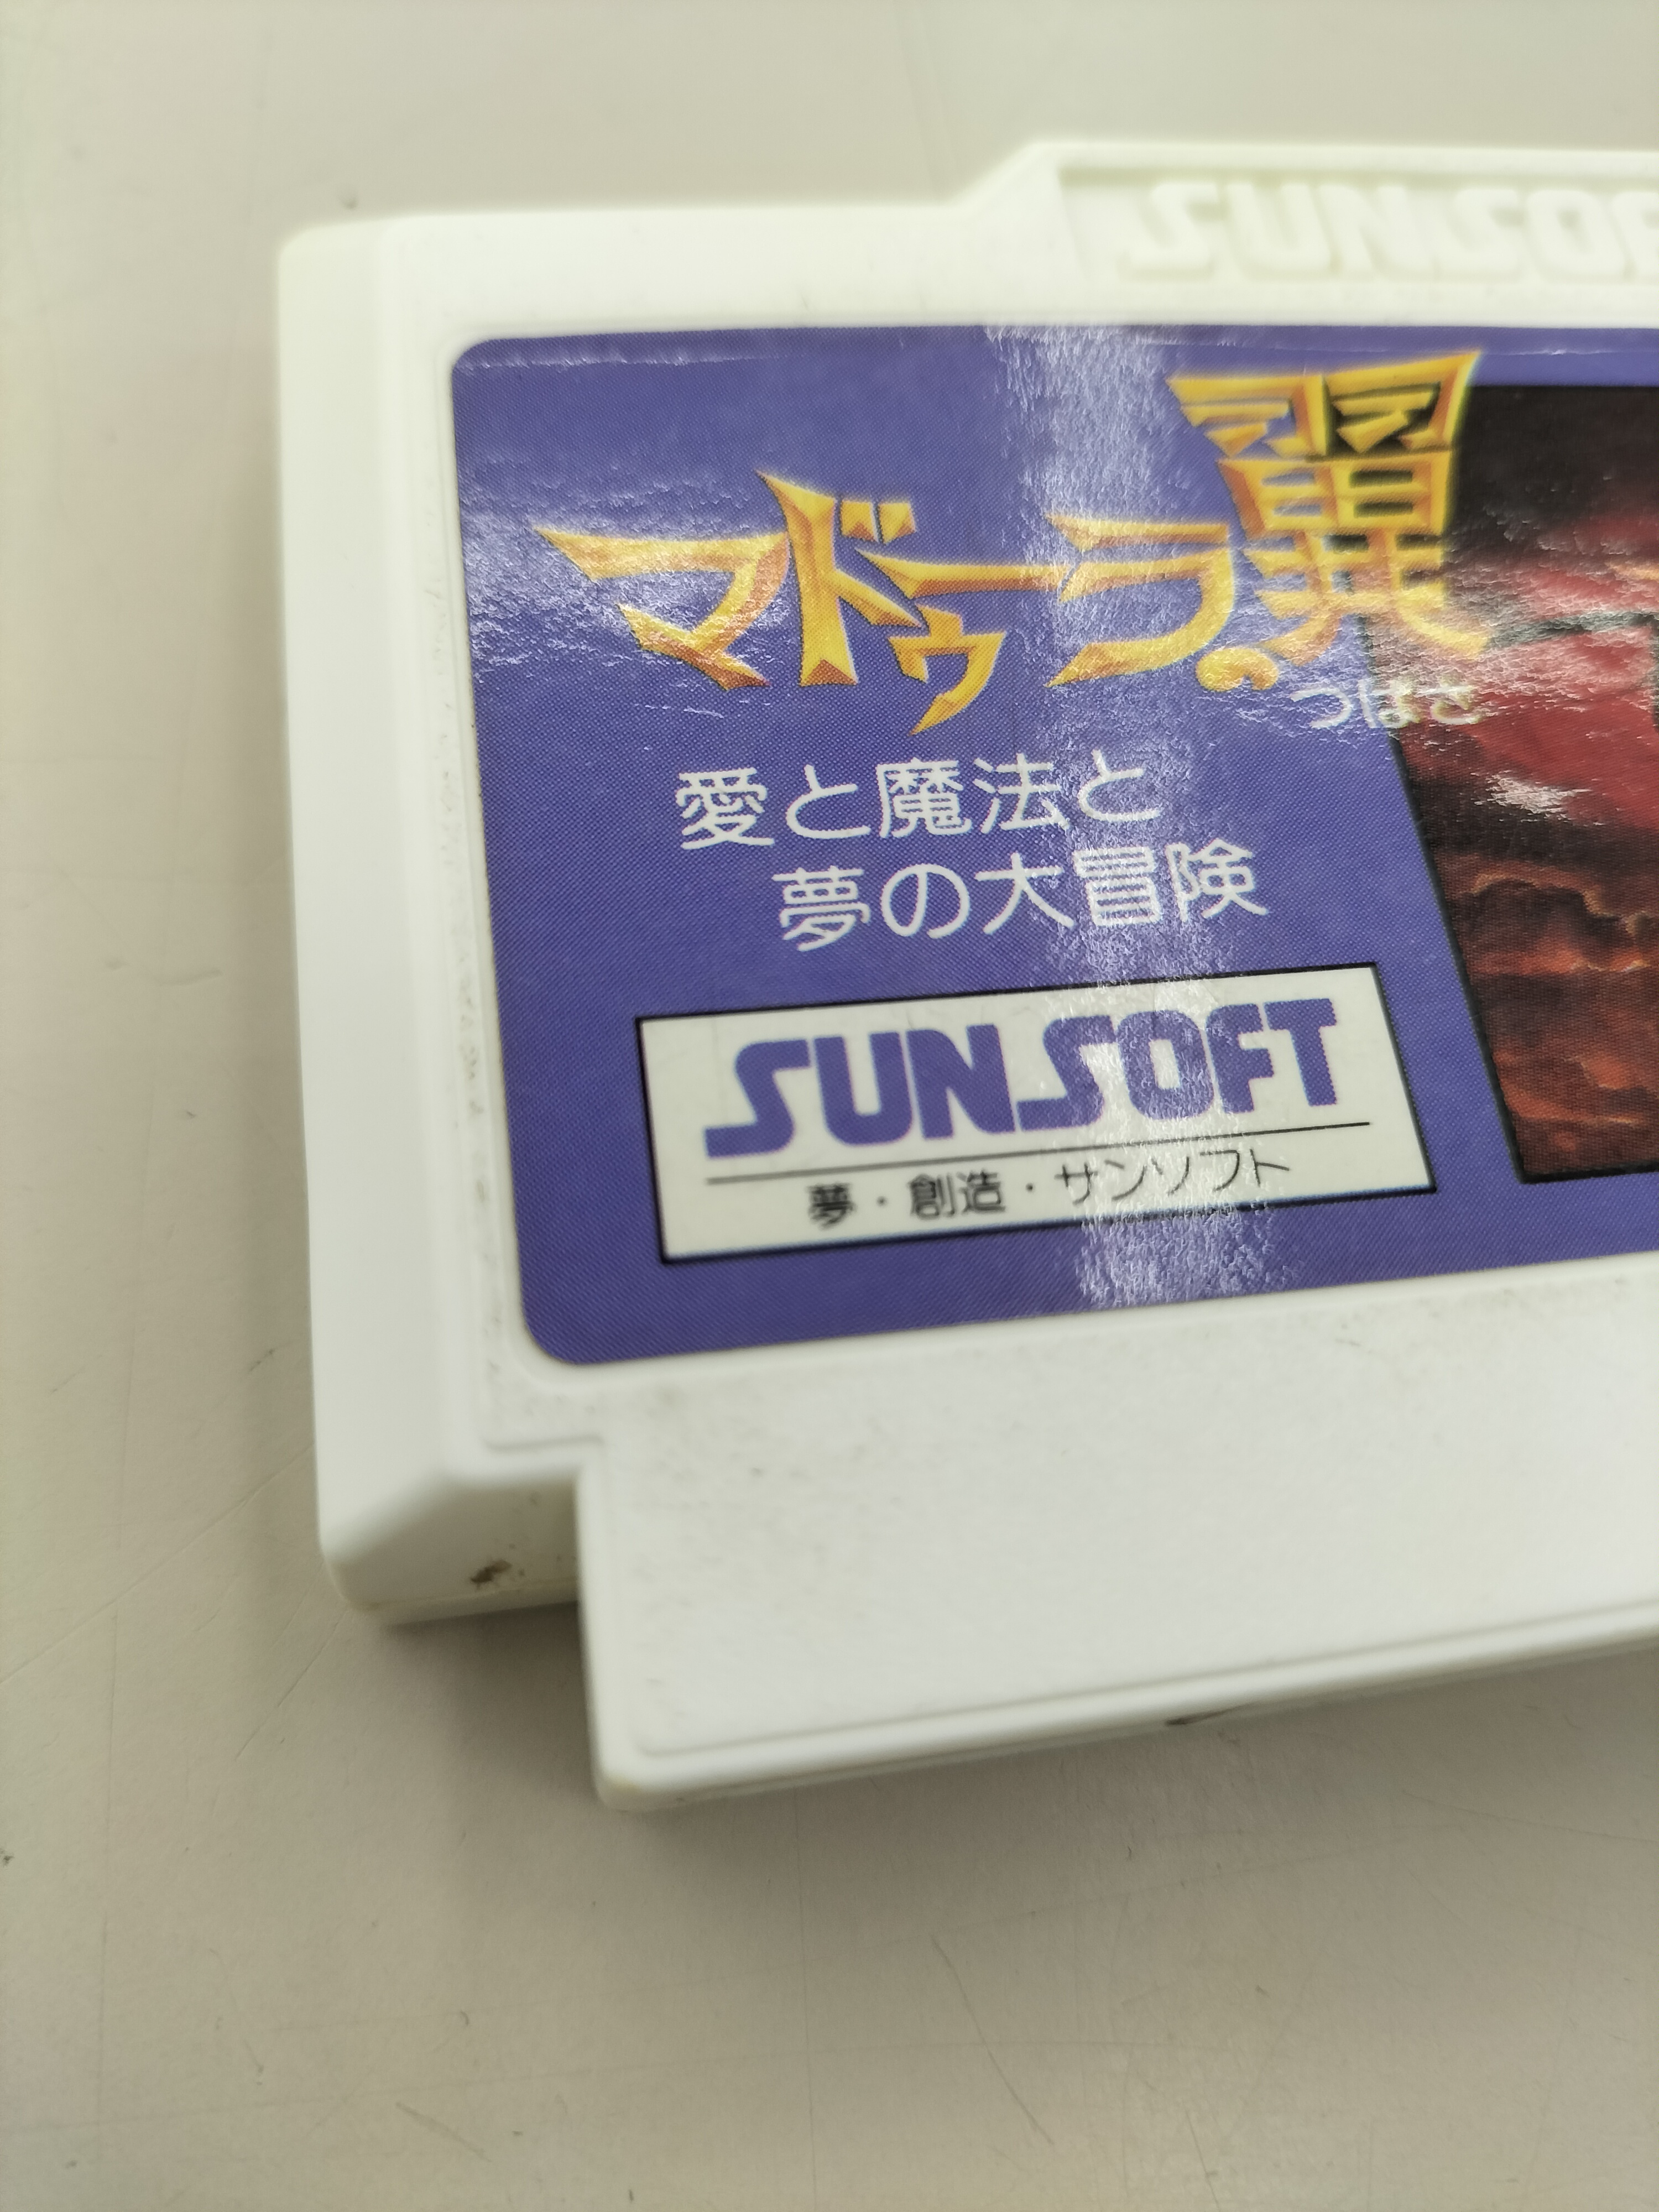 SUNSOF
マドゥーラの翼
つばさ
愛と魔法と
夢の大冒険
SUNSOFT
夢・創造・サンソフト